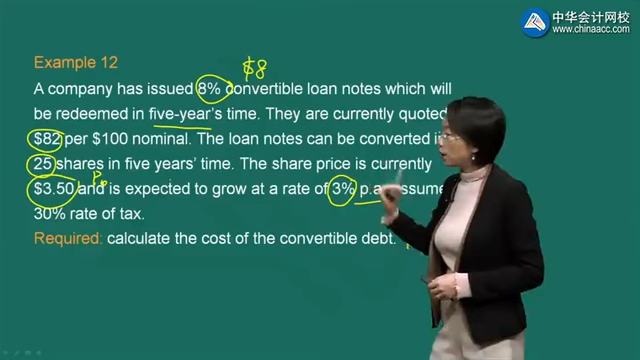 中华会计网校
www.chinaacc.com
$8
Example 12
A company has issued 8% convertible loan notes which will
be redeemed in five-year's time. They are currently quoted
$82 per $100 nominal. The loan notes can be converted
25 shares in five years' time. The share price is currently
P₀
$3.50 and is expected to grow at a rate of 3% p.a. assume
30% rate of tax.
Required: calculate the cost of the convertible debt.